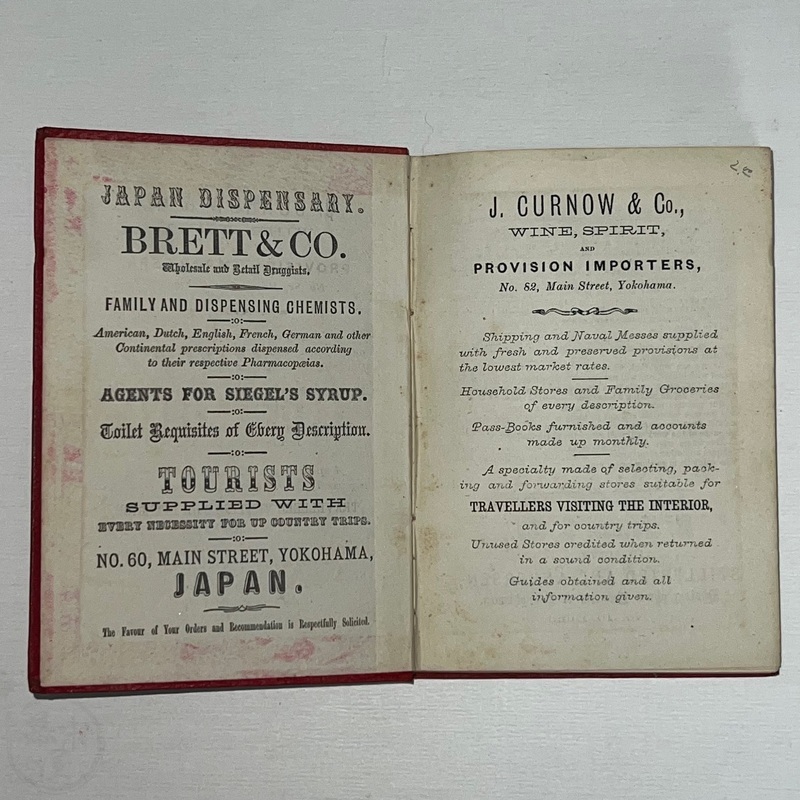 JAPAN DISPENSARY.
BRETT & CO.
Wholesale and Retail Druggists,
FAMILY AND DISPENSING CHEMISTS.
:o:
American, Dutch, English, French, German and other
Continental prescriptions dispensed according
to their respective Pharmacopœias.
:o:
AGENTS FOR SIEGEL'S SYRUP.
:o:
Toilet Requisites of Every Description.
:o:
TOURISTS
SUPPLIED WITH
EVERY NECESSITY FOR UP COUNTRY TRIPS.
:o:
NO. 60, MAIN STREET, YOKOHAMA,
JAPAN.
The Favour of Your Orders and Recommendation is Respectfully Solicited.
J. CURNOW & Co.,
WINE, SPIRIT,
AND
PROVISION IMPORTERS,
No. 82, Main Street, Yokohama.
Shipping and Naval Messes supplied
with fresh and preserved provisions at
the lowest market rates.
Household Stores and Family Groceries
of every description.
Pass-Books furnished and accounts
made up monthly.
A specialty made of selecting, pack-
ing and forwarding stores suitable for
TRAVELLERS VISITING THE INTERIOR,
and for country trips.
Unused Stores credited when returned
in a sound condition.
Guides obtained and all
information given.